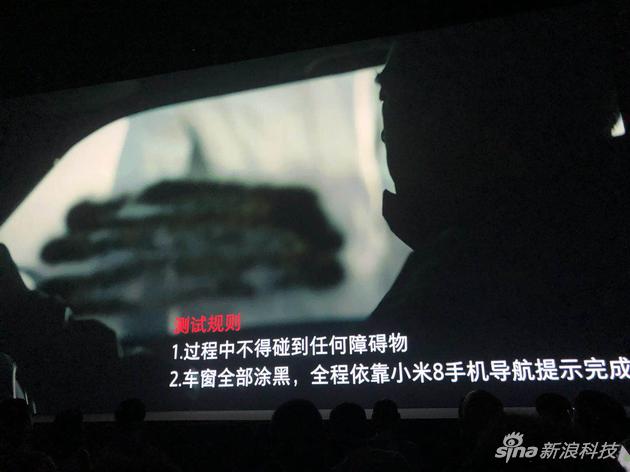 测试规则
1.过程中不得碰到任何障碍物
2.车窗全部涂黑，全程依靠小米8手机导航提示完成
sina新浪科技